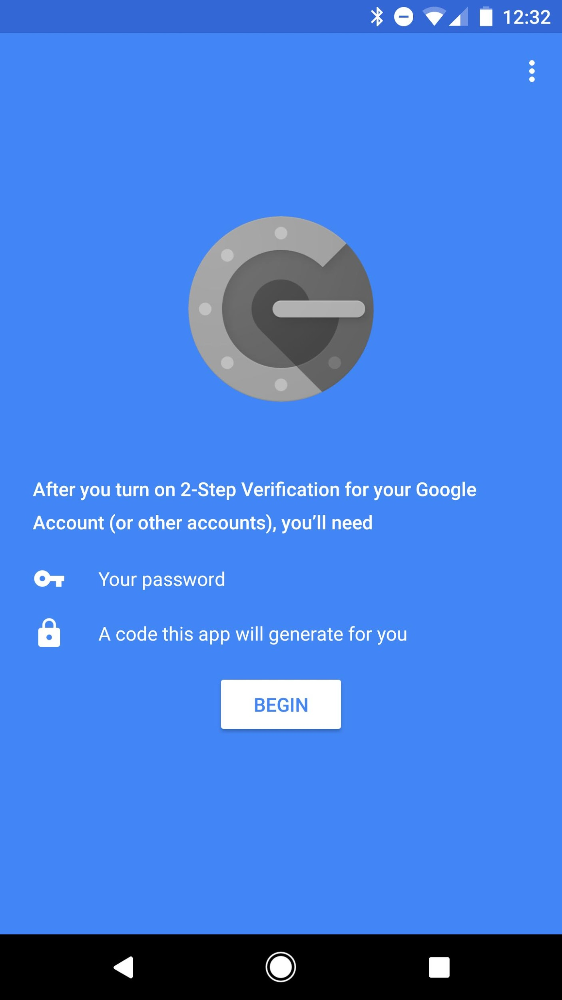 12:32
After you turn on 2-Step Verification for your Google
Account (or other accounts), you’ll need
Your password
A code this app will generate for you
BEGIN